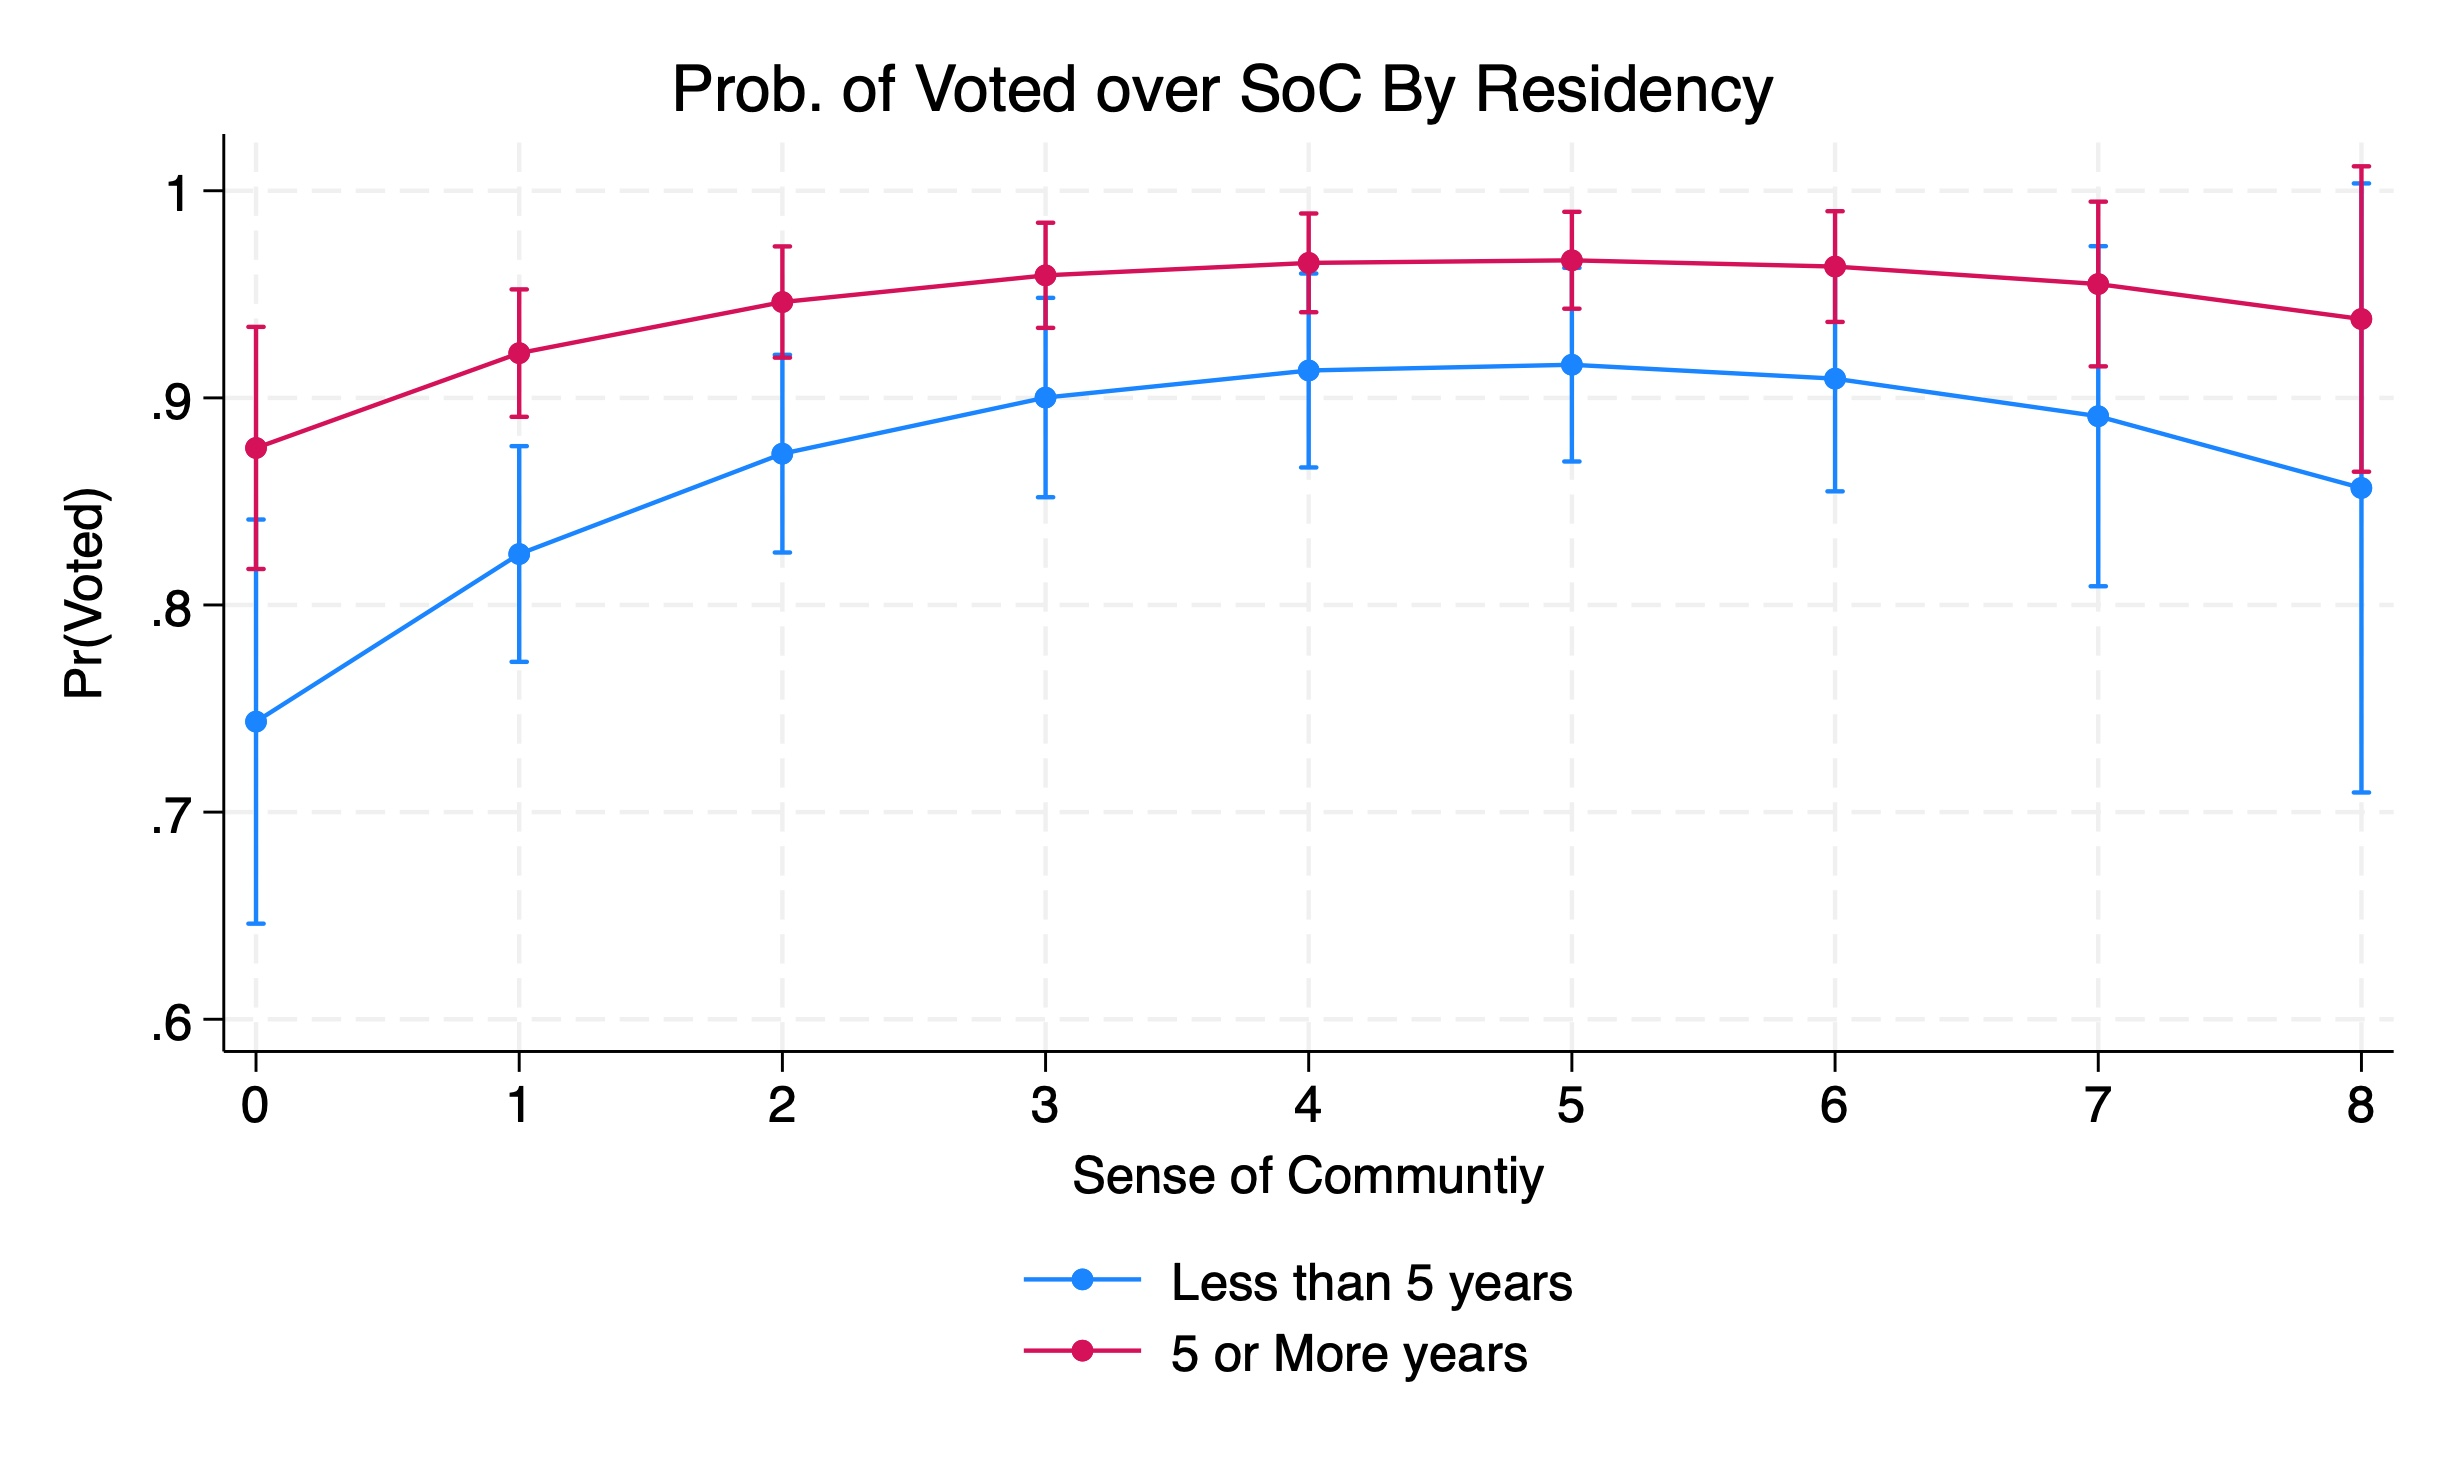 Prob. of Voted over SoC By Residency
Pr(Voted)
1
.9
.8
.7
.6
0 1 2 3 4 5 6 7 8
Sense of Communtiy
Less than 5 years
5 or More years